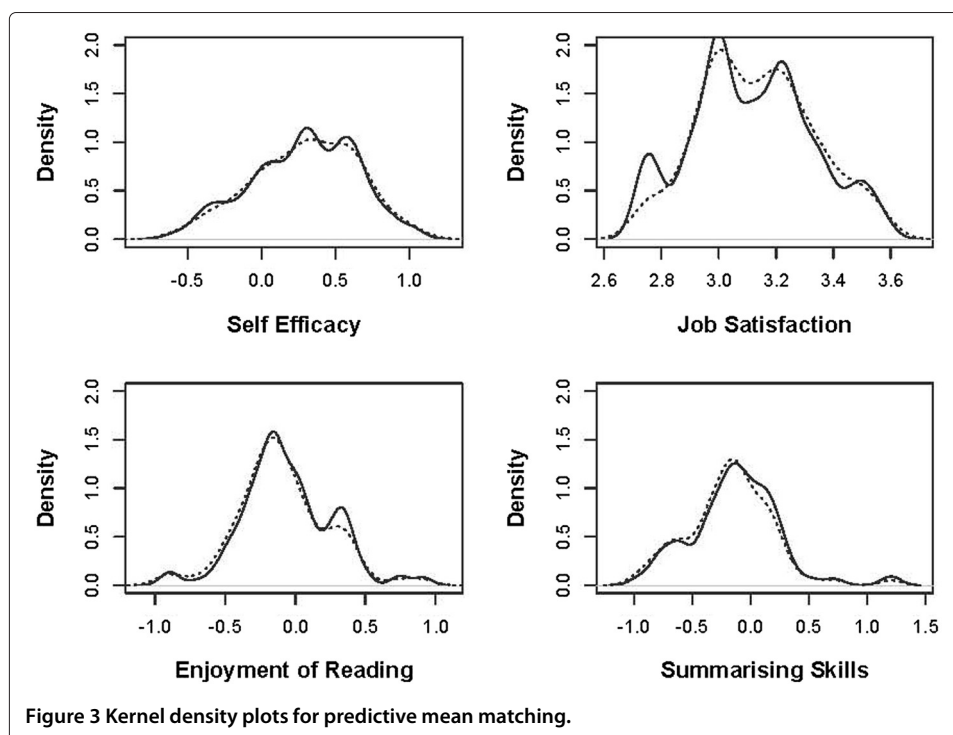 2.0
1.5
1.0
0.5
0.0
Density
-0.5 0.0 0.5 1.0
Self Efficacy
2.0
1.5
1.0
0.5
0.0
Density
2.6 2.8 3.0 3.2 3.4 3.6
Job Satisfaction
2.0
1.5
1.0
0.5
0.0
Density
-1.0 -0.5 0.0 0.5 1.0
Enjoyment of Reading
2.0
1.5
1.0
0.5
0.0
Density
-1.0 -0.5 0.0 0.5 1.0 1.5
Summarising Skills
Figure 3 Kernel density plots for predictive mean matching.